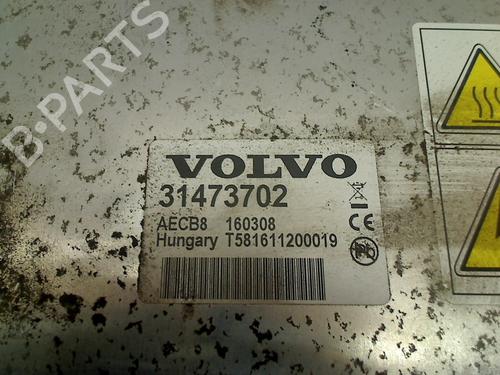 B-PARTS
VOLVO
31473702
AECB8 160308
Hungary T581611200019
CE